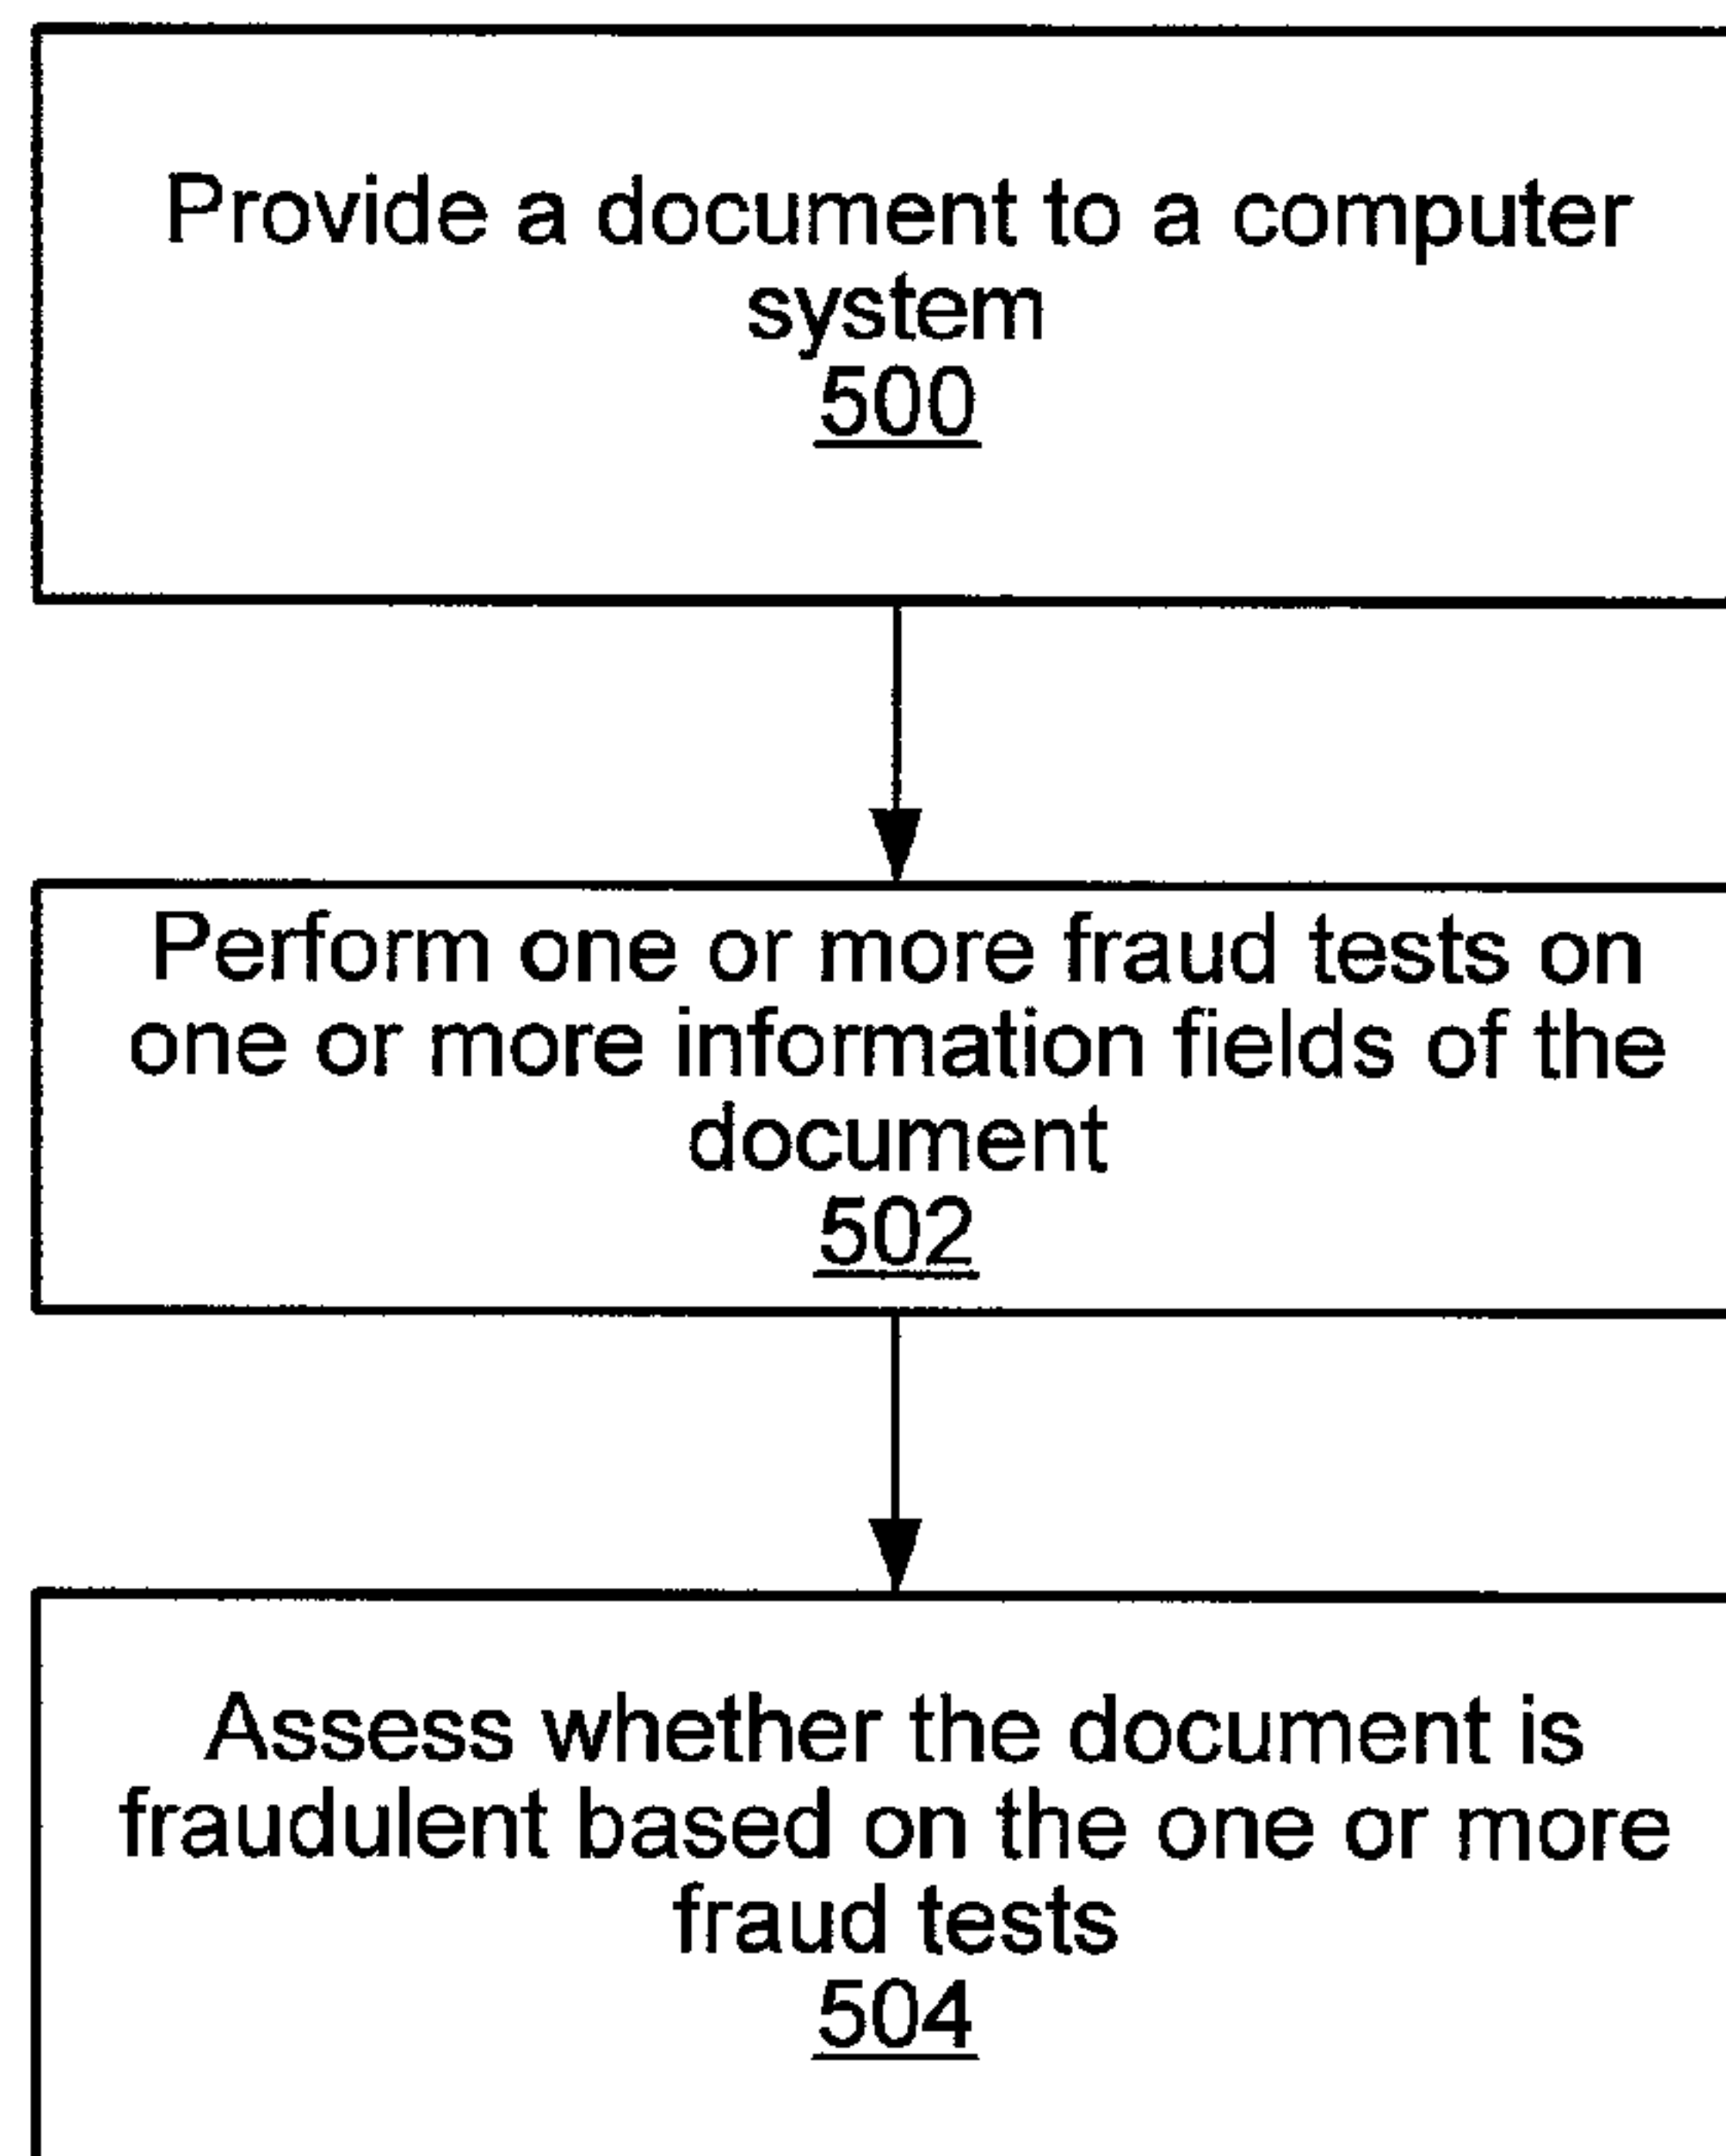 Provide a document to a computer
system
500
Perform one or more fraud tests on
one or more information fields of the
document
502
Assess whether the document is
fraudulent based on the one or more
fraud tests
504